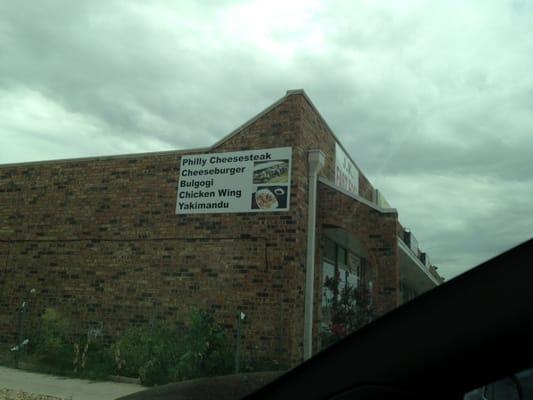 Philly Cheesesteak
Cheeseburger
Bulgogi
Chicken Wing
Yakimandu